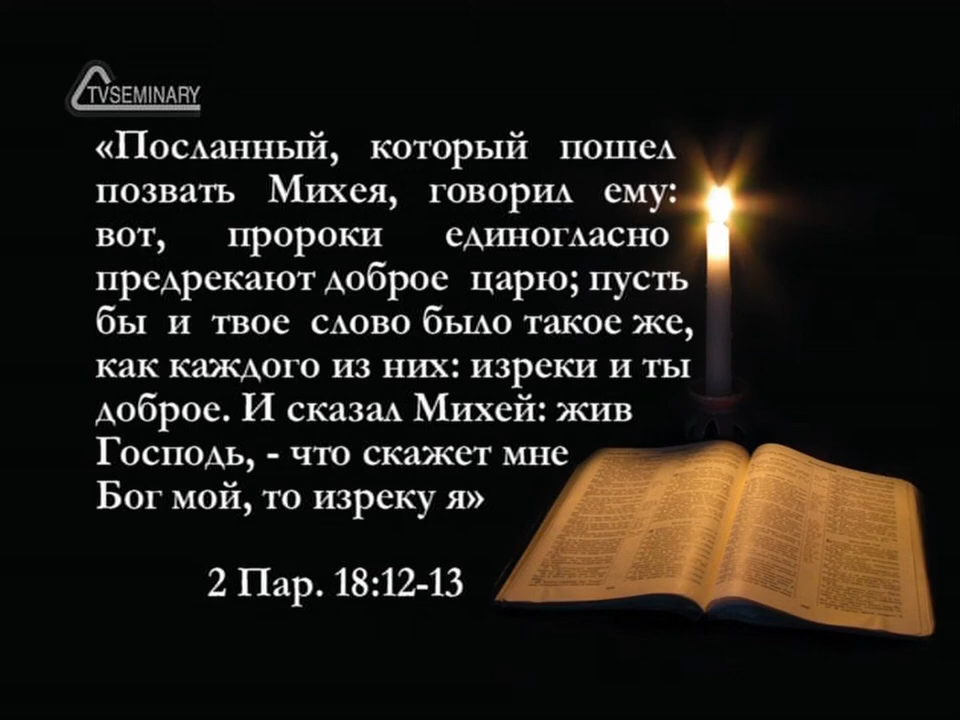 TVSEMINARY
«Посланный, который пошел
позвать Михея, говорил ему:
вот, пророки единогласно
предрекают доброе царю; пусть
бы и твое слово было такое же,
как каждого из них: изреки и ты
доброе. И сказал Михей: жив
Господь, - что скажет мне
Бог мой, то изреку я»
2 Пар. 18:12-13